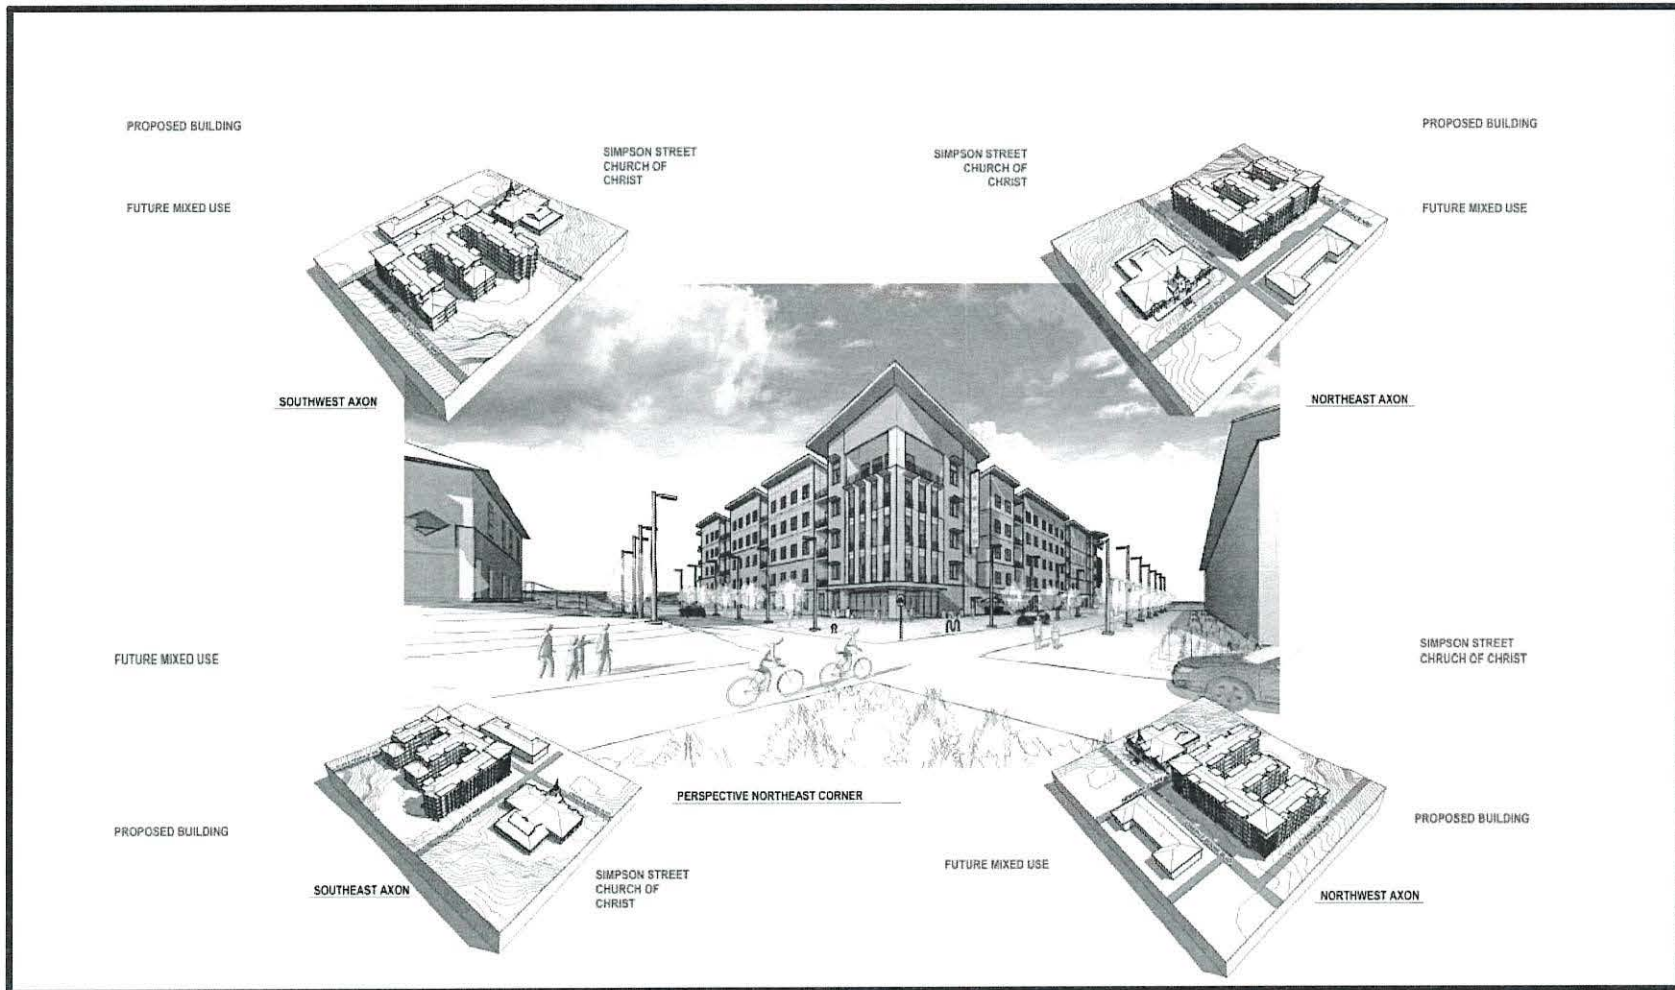 PROPOSED BUILDING
FUTURE MIXED USE
SIMPSON STREET
CHURCH OF
CHRIST
SOUTHWEST AXON
SIMPSON STREET
CHURCH OF
CHRIST
PROPOSED BUILDING
FUTURE MIXED USE
NORTHEAST AXON
FUTURE MIXED USE
PROPOSED BUILDING
SOUTHEAST AXON
SIMPSON STREET
CHURCH OF
CHRIST
PERSPECTIVE NORTHEAST CORNER
SIMPSON STREET
CHRUCH OF CHRIST
PROPOSED BUILDING
FUTURE MIXED USE
NORTHWEST AXON